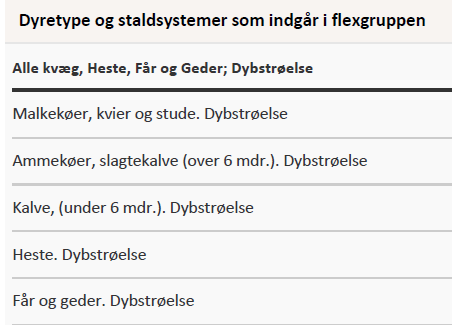 Dyretype og staldsystemer som indgår i flexgruppen
Alle kvæg, Heste, Får og Geder; Dybstrøelse
Malkekøer, kvier og stude. Dybstrøelse
Ammekøer, slagtekalve (over 6 mdr.). Dybstrøelse
Kalve, (under 6 mdr.). Dybstrøelse
Heste. Dybstrøelse
Får og geder. Dybstrøelse